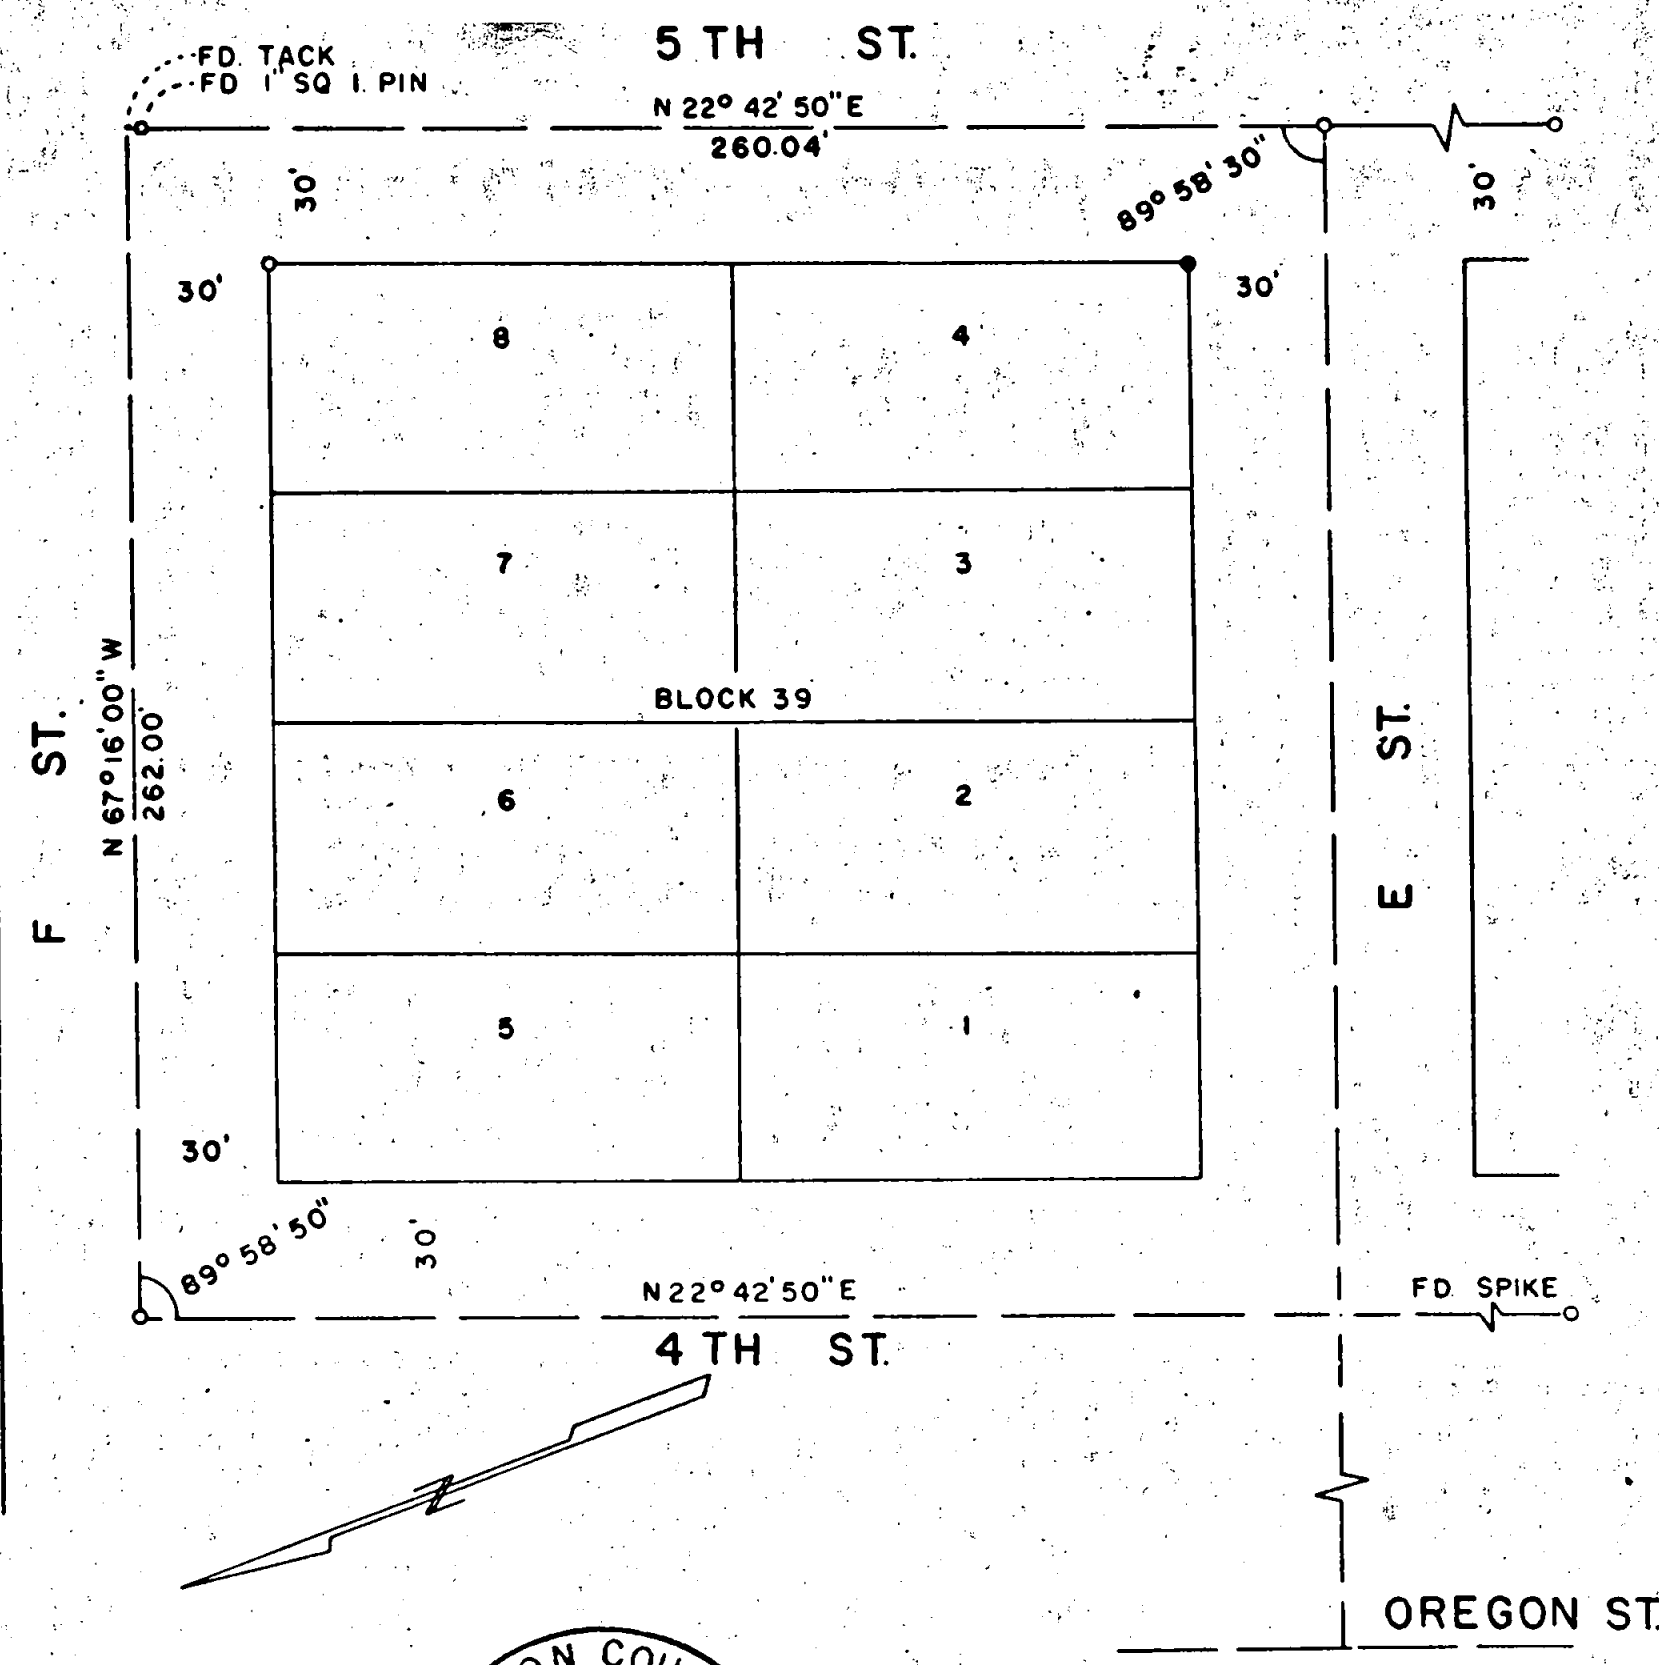 5 TH ST.
FD. TACK
FD 1" SQ I. PIN
N 22° 42' 50" E
260.04'
89° 58' 30"
30'
30'
30'
30'
8
4
7
3
BLOCK 39
F ST.
N 67° 16' 00" W
262.00'
E ST.
6
2
5
1
30'
89° 58' 50"
30'
N 22° 42' 50" E
FD. SPIKE
4 TH ST.
N
OREGON ST.
ON COU